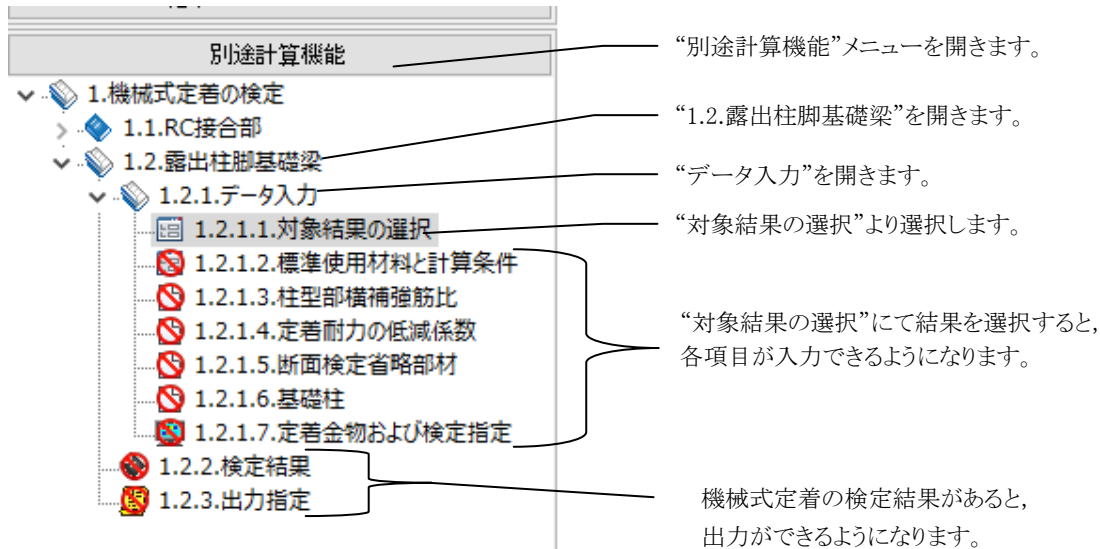 別途計算機能
“別途計算機能”メニューを開きます。
1.機械式定着の検定
1.1.RC接合部
“1.2.露出柱脚基礎梁”を開きます。
1.2.露出柱脚基礎梁
“データ入力”を開きます。
1.2.1.データ入力
“対象結果の選択”より選択します。
1.2.1.1.対象結果の選択
1.2.1.2.標準使用材料と計算条件
1.2.1.3.柱型部横補強筋比
1.2.1.4.定着耐力の低減係数
1.2.1.5.断面検定省略部材
1.2.1.6.基礎柱
1.2.1.7.定着金物および検定指定
“対象結果の選択”にて結果を選択すると,
各項目が入力できるようになります。
1.2.2.検定結果
1.2.3.出力指定
機械式定着の検定結果があると,
出力ができるようになります。